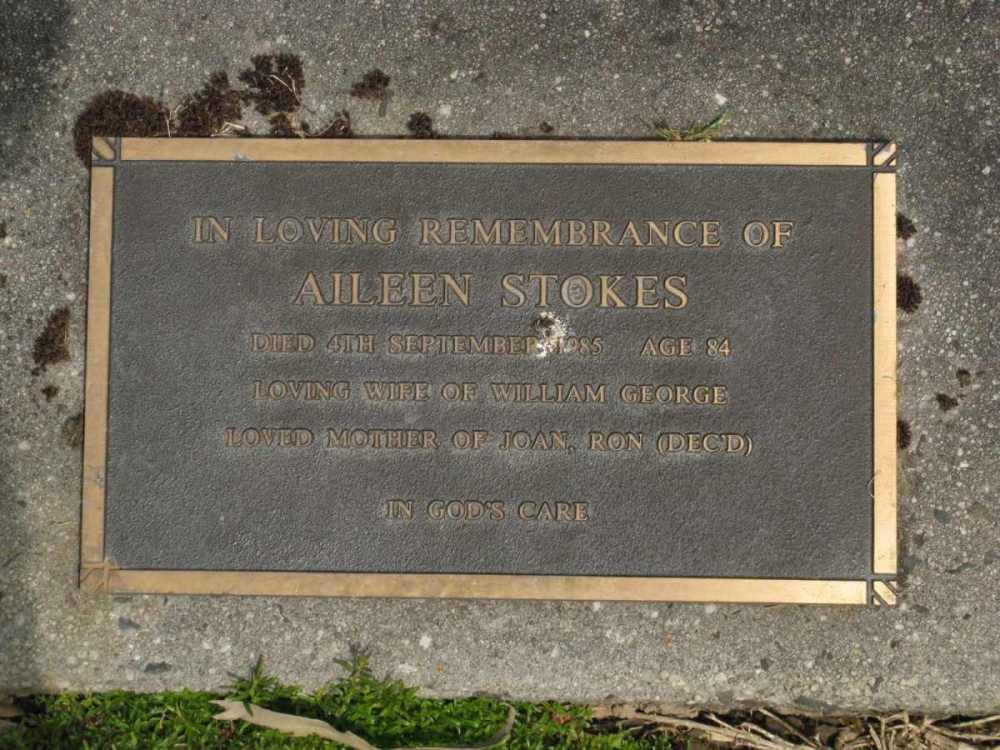 IN LOVING REMEMBRANCE OF
AILEEN STOKES
DIED 4TH SEPTEMBER 1985 AGE 84
LOVING WIFE OF WILLIAM GEORGE
LOVED MOTHER OF JOAN, RON (DEC'D)
IN GOD'S CARE